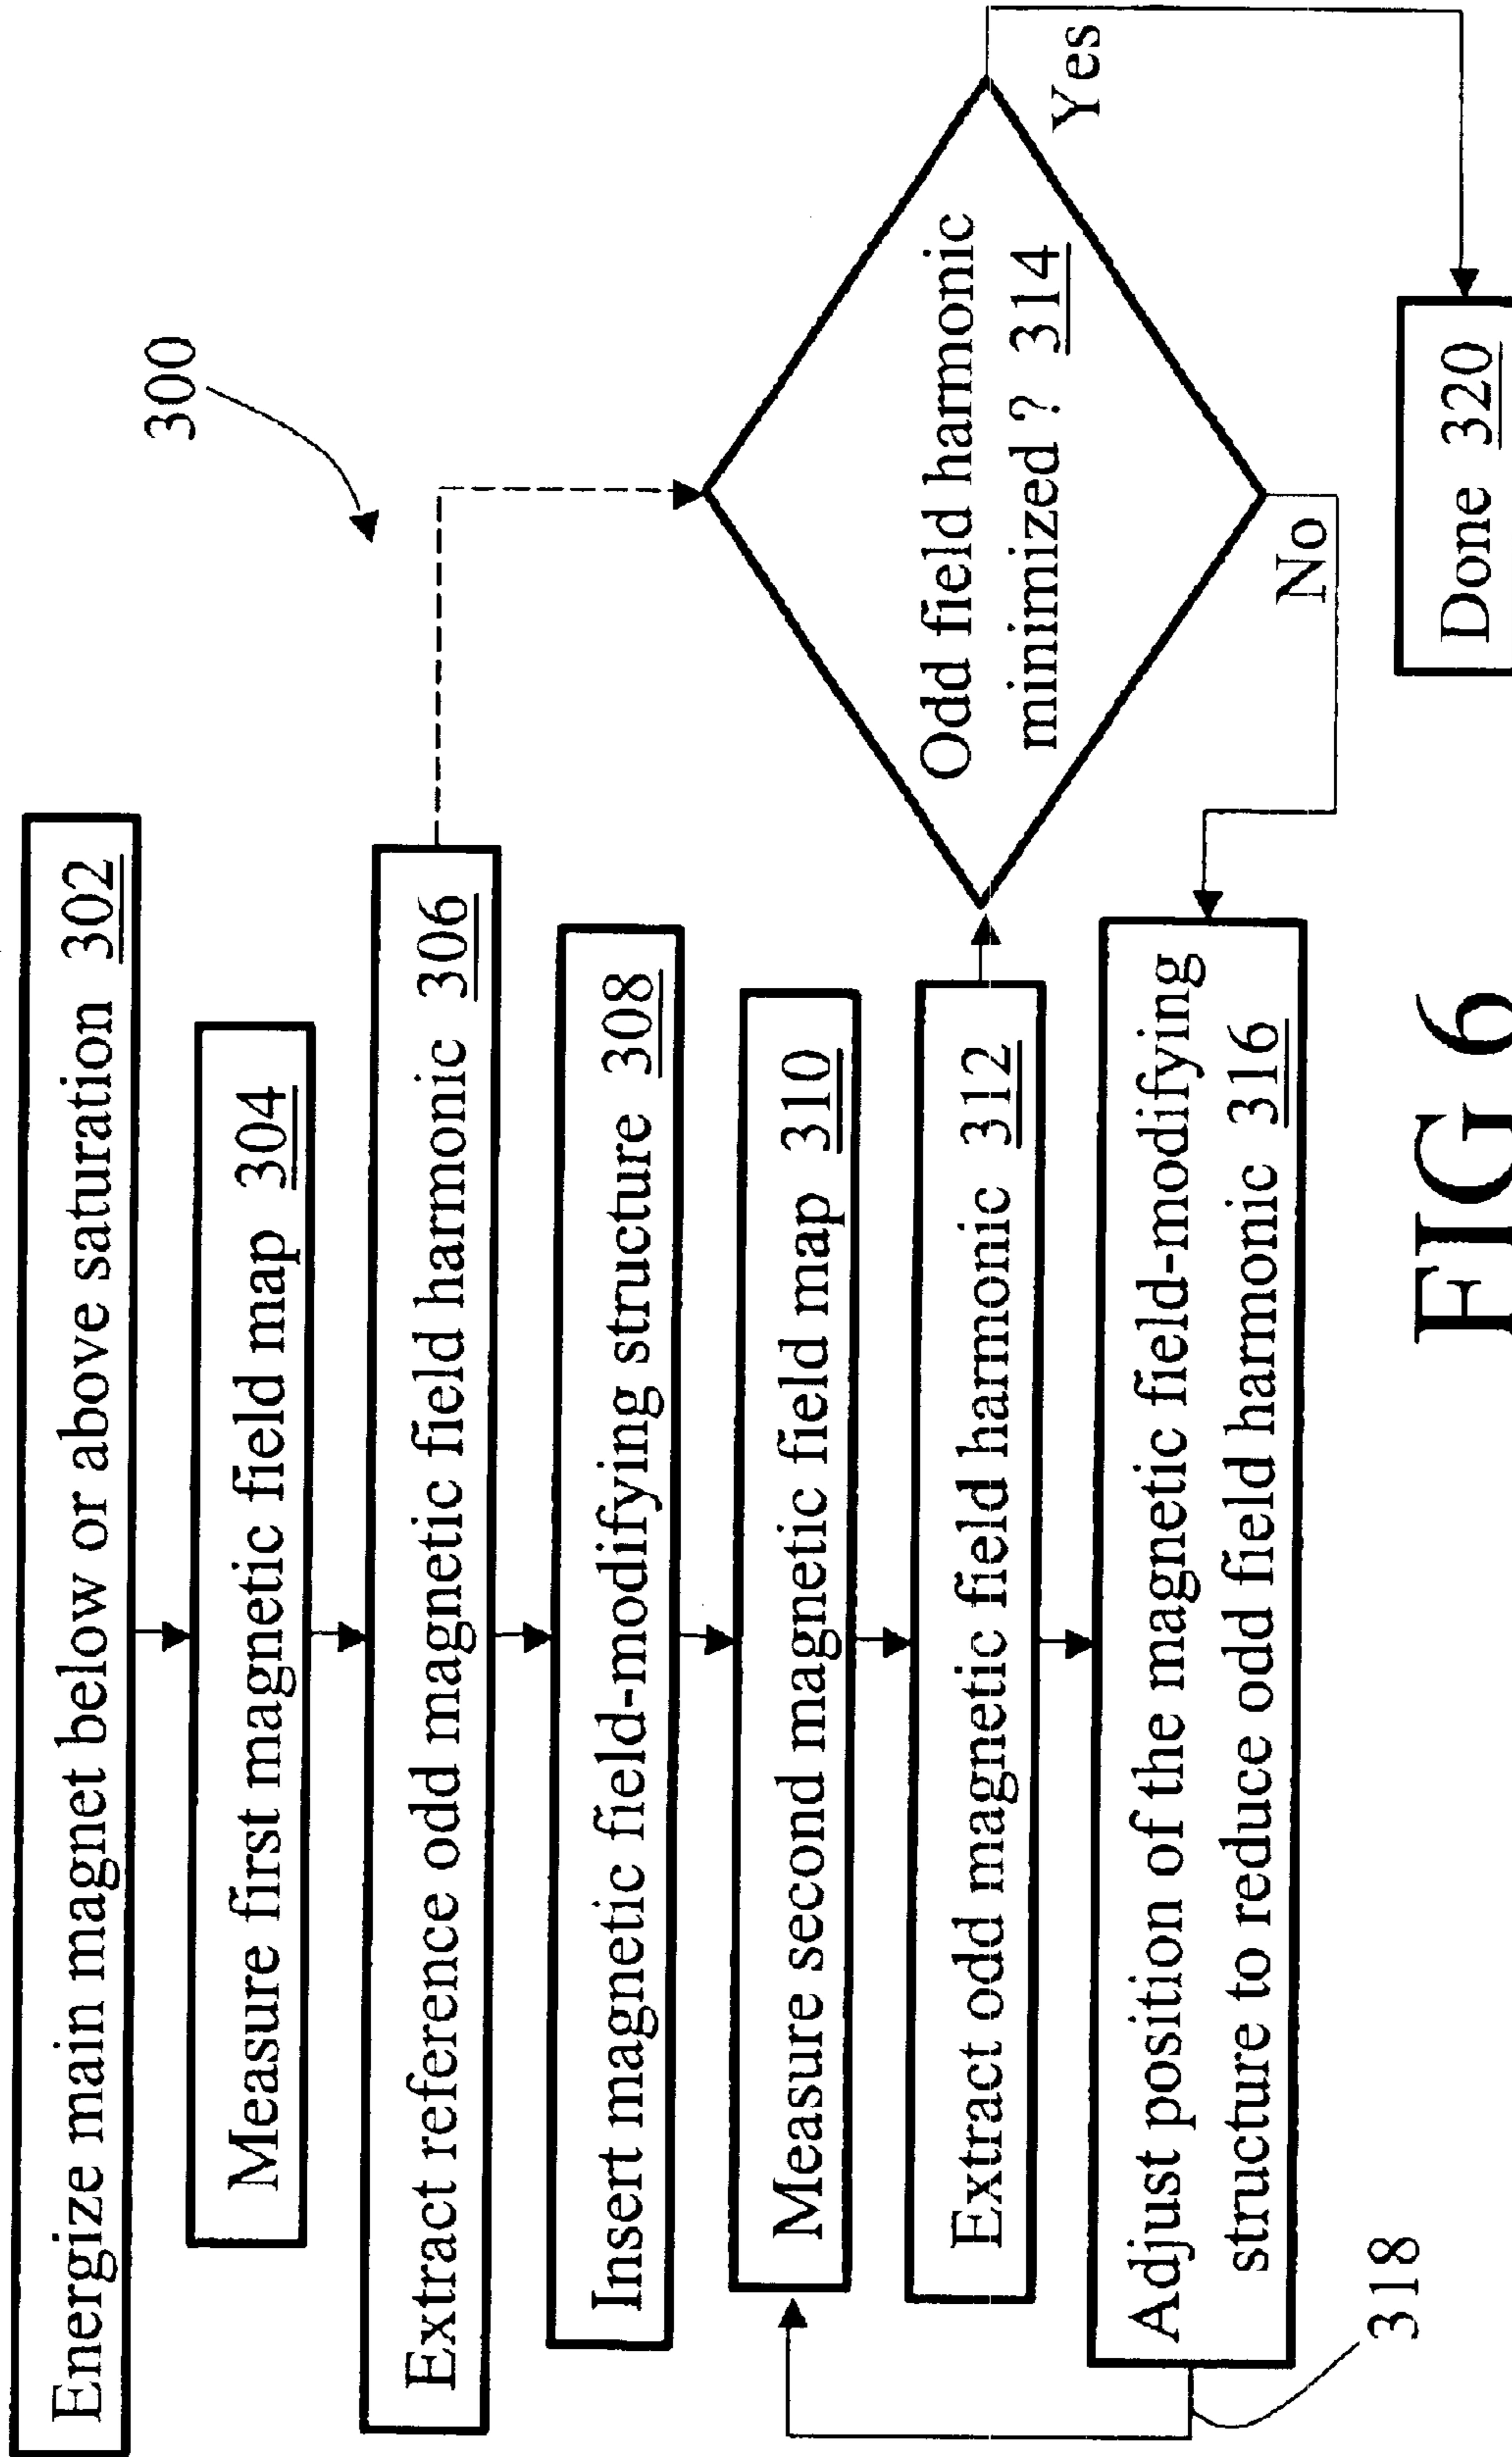 300
Energize main magnet below or above saturation 302
Measure first magnetic field map 304
Extract reference odd magnetic field harmonic 306
Insert magnetic field-modifying structure 308
Measure second magnetic field map 310
Extract odd magnetic field harmonic 312
Odd field harmonic
minimized ? 314
Yes
No
Adjust position of the magnetic field-modifying
structure to reduce odd field harmonic 316
318
Done 320
FIG 6